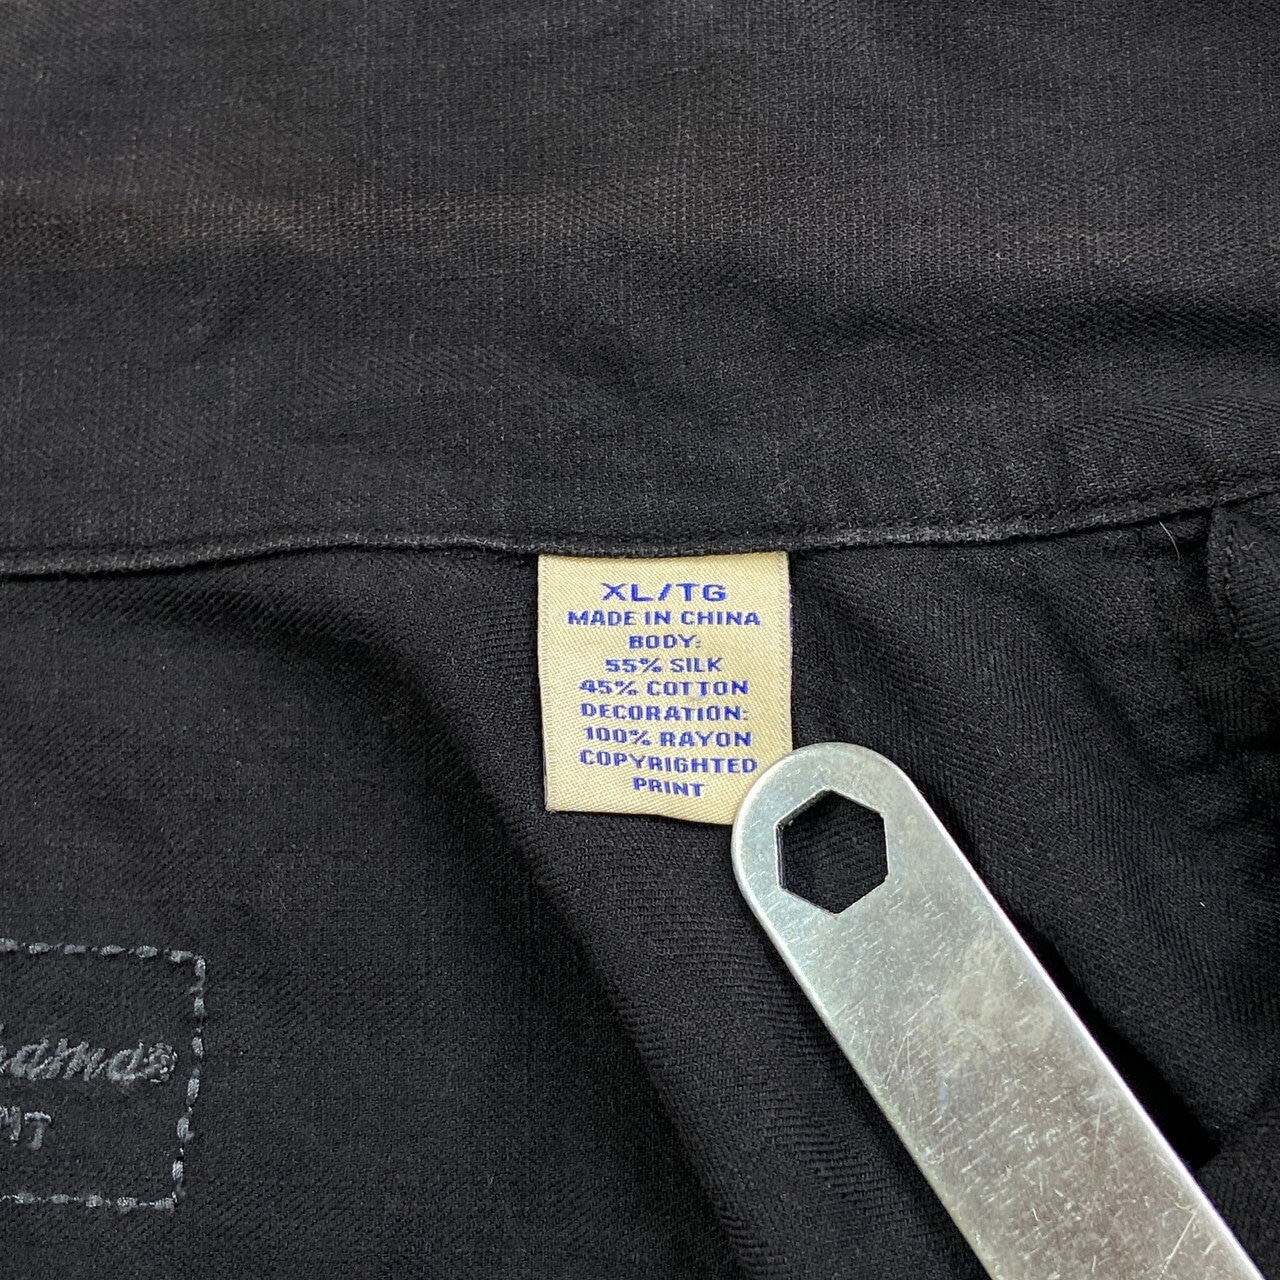 XL/TG
MADE IN CHINA
BODY:
55% SILK
45% COTTON
DECORATION:
100% RAYON
COPYRIGHTED
PRINT